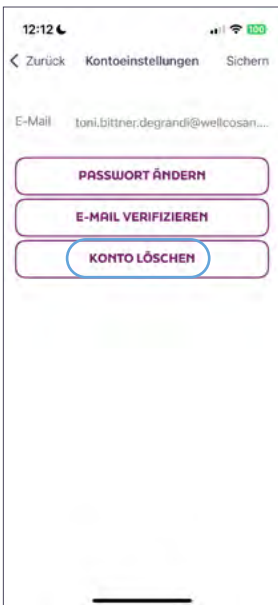 12:12 100
Zurück Kontoeinstellungen Sichern
E-Mail toni.bittner.degrandi@wellcosan....
PASSWORT ÄNDERN
E-MAIL VERIFIZIEREN
KONTO LÖSCHEN